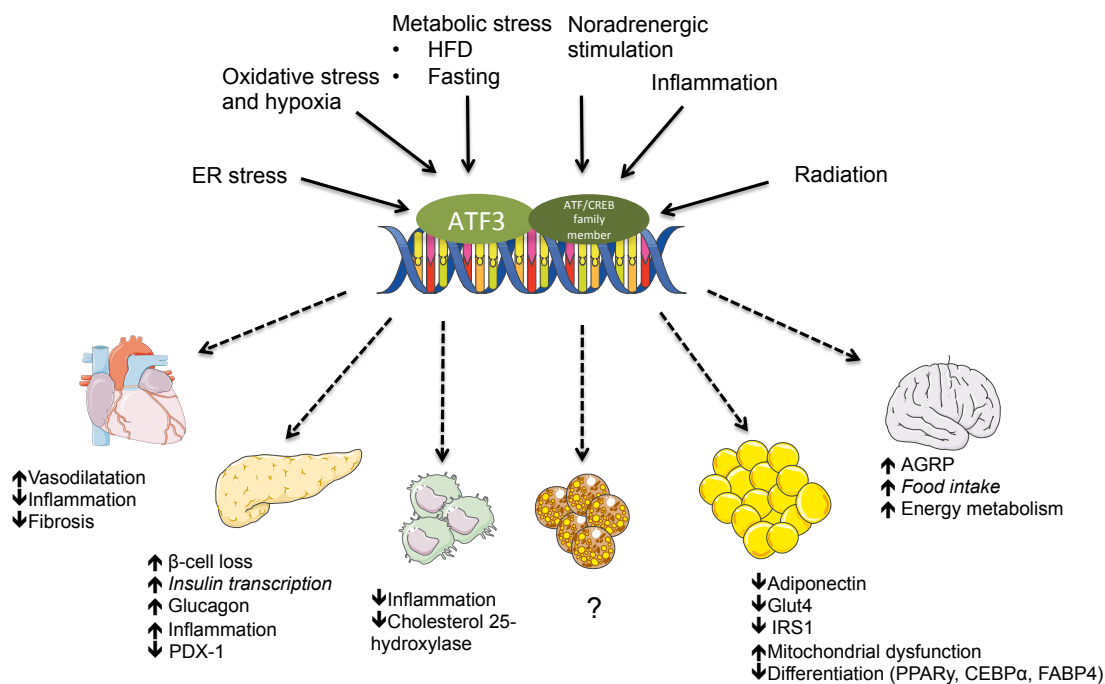 Metabolic stress
• HFD
• Fasting
Noradrenergic
stimulation
Oxidative stress
and hypoxia
Inflammation
ER stress
Radiation
ATF3
ATF/CREB
family
member
↑Vasodilatation
↓Inflammation
↓Fibrosis
↑ β-cell loss
↑ Insulin transcription
↑ Glucagon
↑ Inflammation
↓ PDX-1
↓Inflammation
↓Cholesterol 25-
hydroxylase
?
↓Adiponectin
↓Glut4
↓ IRS1
↑Mitochondrial dysfunction
↓Differentiation (PPARγ, CEBPα, FABP4)
↑ AGRP
↑ Food intake
↑ Energy metabolism